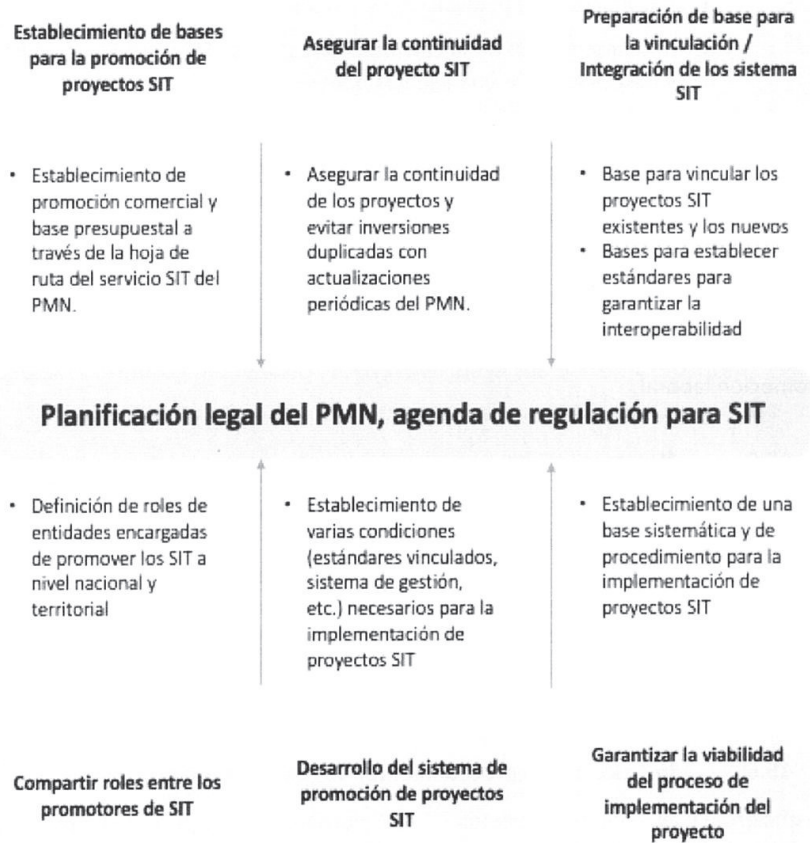 Establecimiento de bases
para la promoción de
proyectos SIT
Asegurar la continuidad
del proyecto SIT
Preparación de base para
la vinculación /
Integración de los sistema
SIT
• Establecimiento de
promoción comercial y
base presupuestal a
través de la hoja de
ruta del servicio SIT del
PMN.
• Asegurar la continuidad
de los proyectos y
evitar inversiones
duplicadas con
actualizaciones
periódicas del PMN.
• Base para vincular los
proyectos SIT
existentes y los nuevos
• Bases para establecer
estándares para
garantizar la
interoperabilidad
Planificación legal del PMN, agenda de regulación para SIT
• Definición de roles de
entidades encargadas
de promover los SIT a
nivel nacional y
territorial
• Establecimiento de
varias condiciones
(estándares vinculados,
sistema de gestión,
etc.) necesarios para la
implementación de
proyectos SIT
• Establecimiento de una
base sistemática y de
procedimiento para la
implementación de
proyectos SIT
Compartir roles entre los
promotores de SIT
Desarrollo del sistema de
promoción de proyectos
SIT
Garantizar la viabilidad
del proceso de
implementación del
proyecto